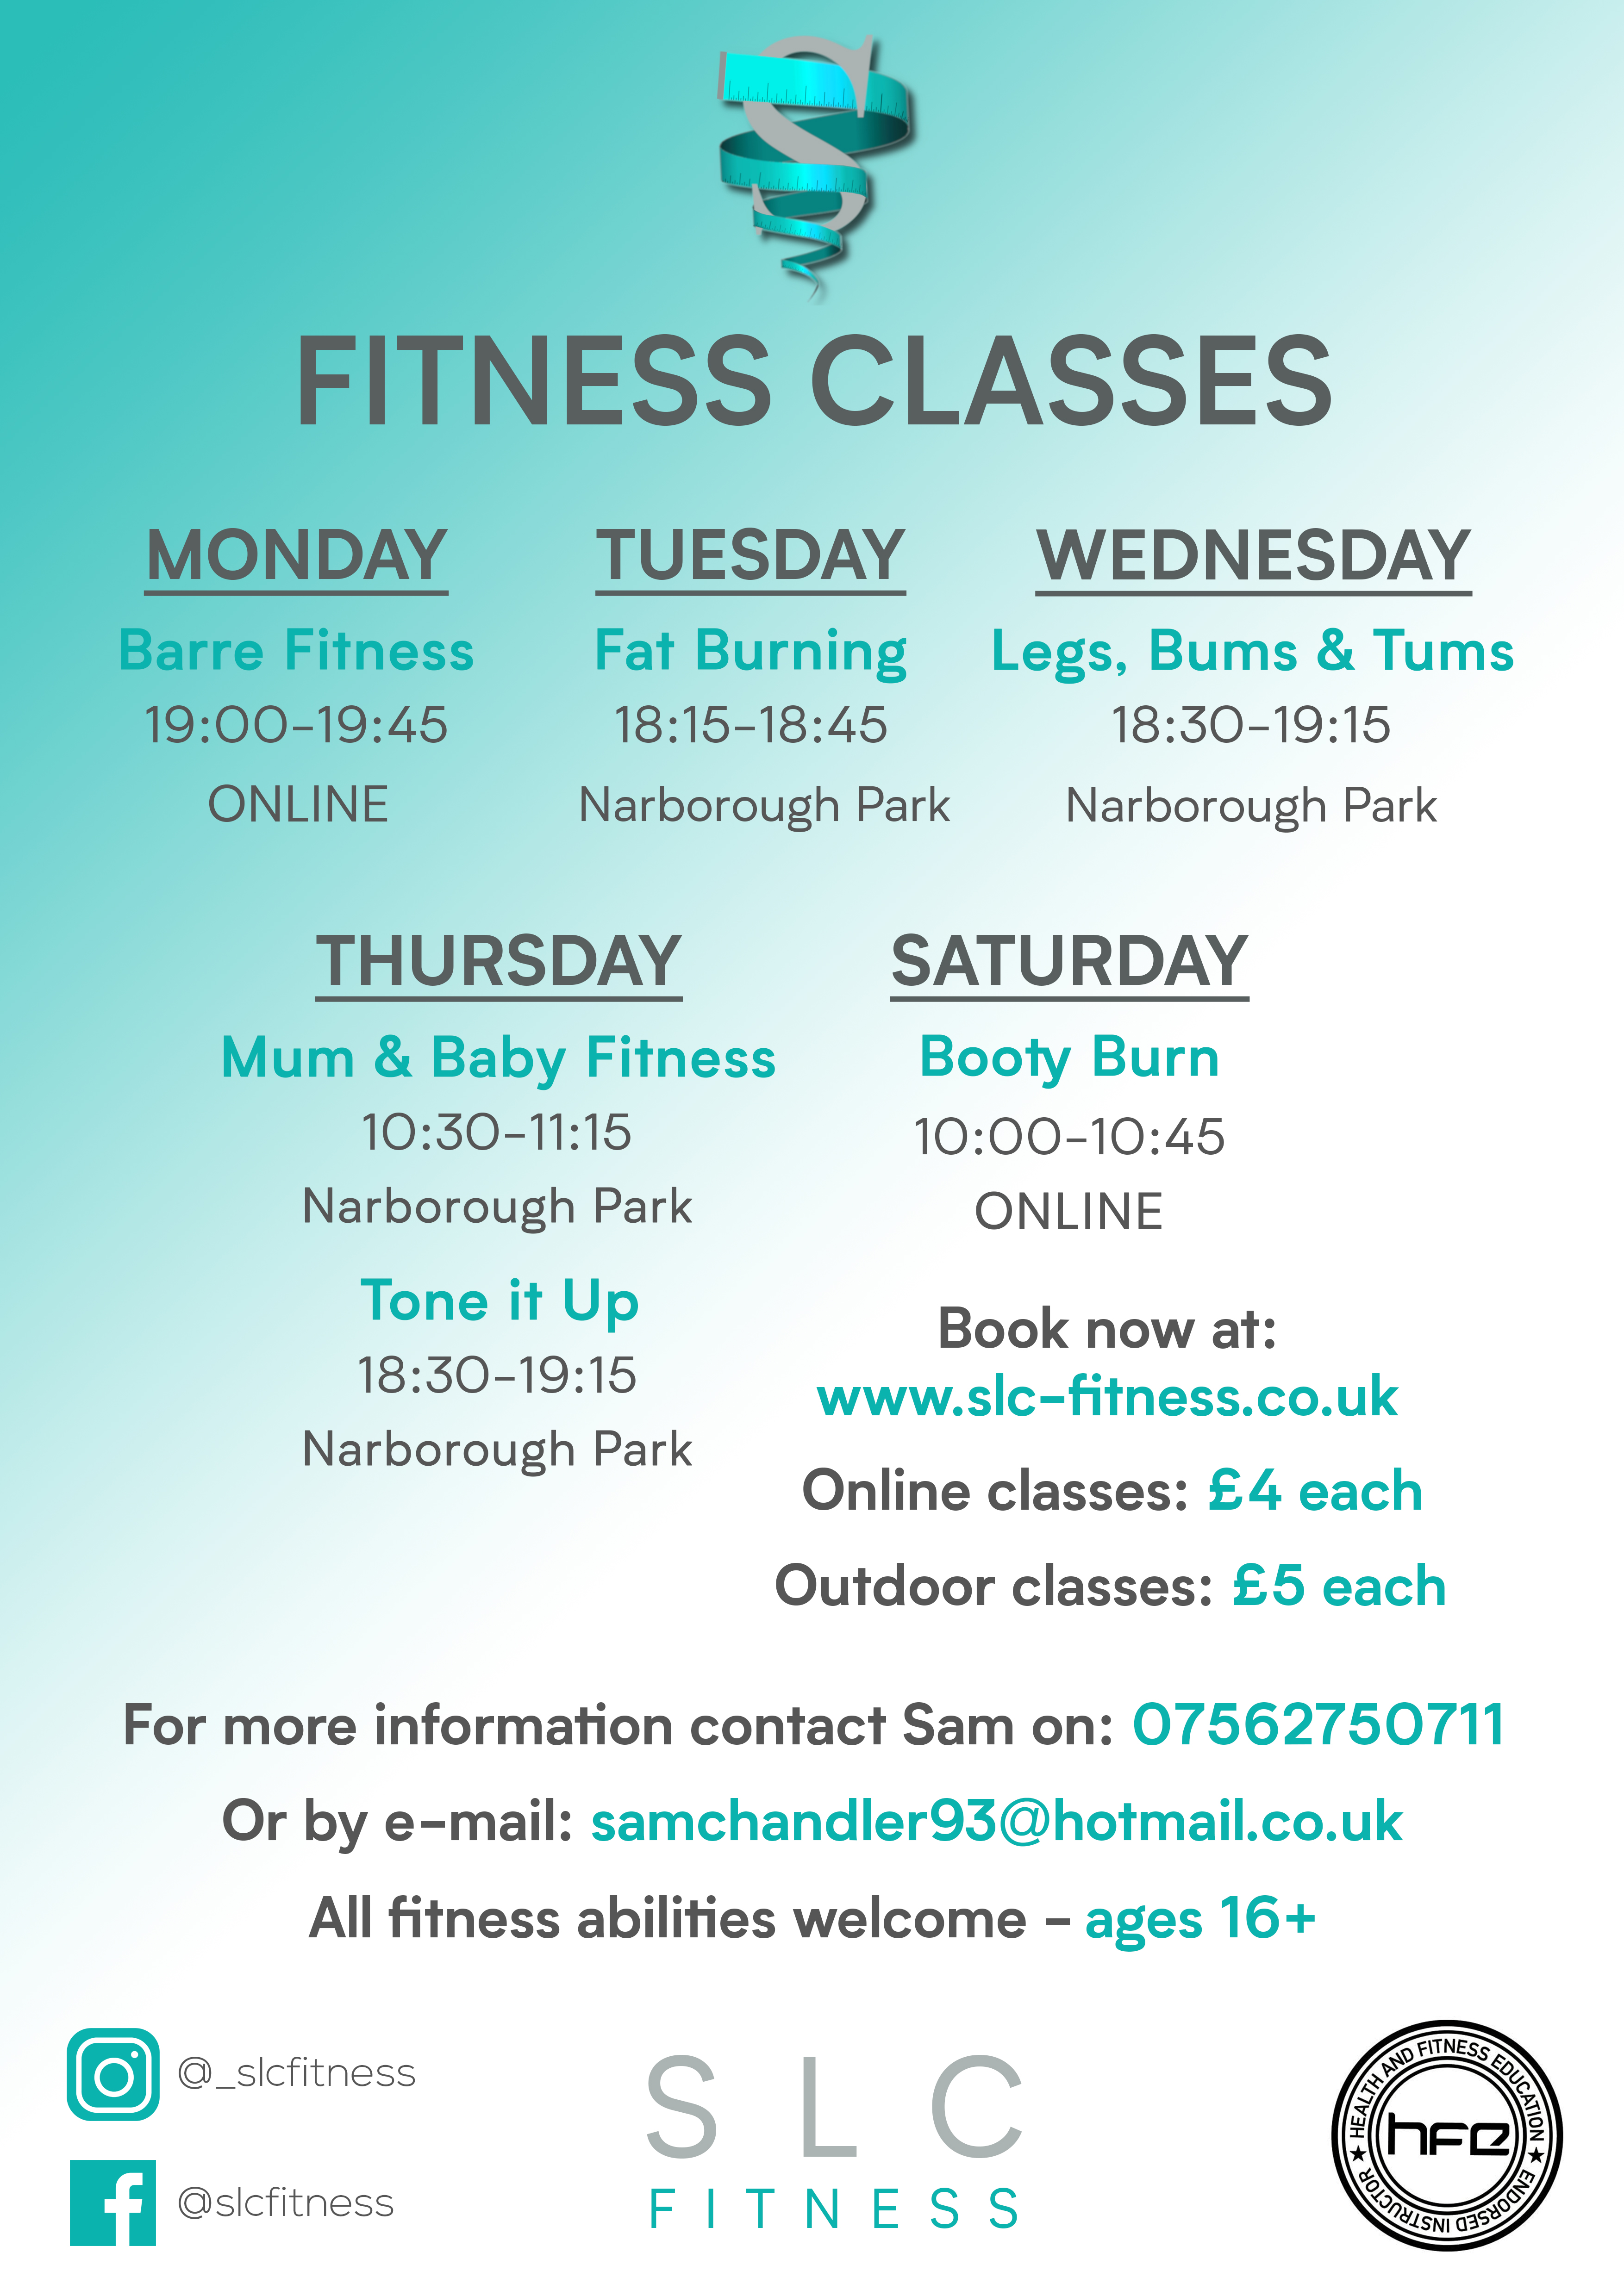 FITNESS CLASSES
MONDAY
Barre Fitness
19:00-19:45
ONLINE
TUESDAY
Fat Burning
18:15-18:45
Narborough Park
WEDNESDAY
Legs, Bums & Tums
18:30-19:15
Narborough Park
THURSDAY
Mum & Baby Fitness
10:30-11:15
Narborough Park
Tone it Up
18:30-19:15
Narborough Park
SATURDAY
Booty Burn
10:00-10:45
ONLINE
Book now at:
www.slc-fitness.co.uk
Online classes: £4 each
Outdoor classes: £5 each
For more information contact Sam on: 07562750711
Or by e-mail: samchandler93@hotmail.co.uk
All fitness abilities welcome - ages 16+
@_slcfitness
@slcfitness
S L C
FITNESS
HEALTH AND FITNESS EDUCATION
hfe
ENDORSED INSTRUCTOR